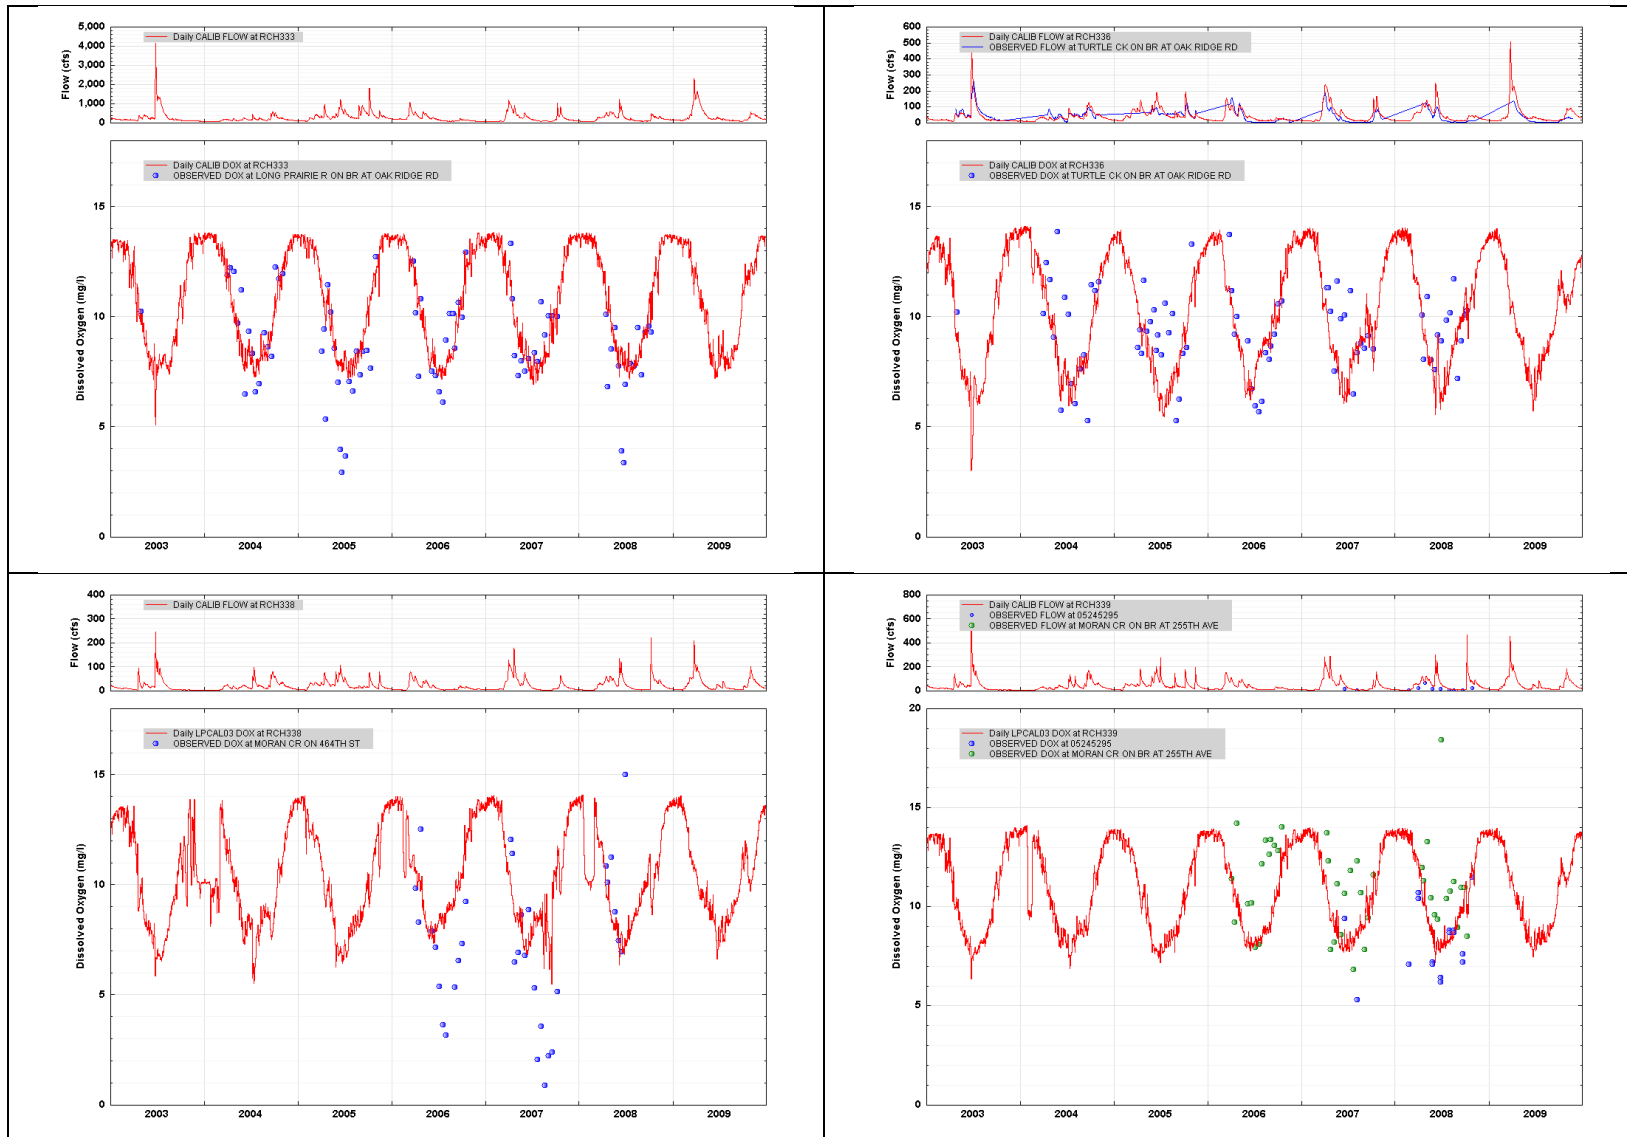 5,000
4,000
3,000
2,000
1,000
0
Flow (cfs)
Daily CALIB FLOW at RCH333
15
10
5
0
Dissolved Oxygen (mg/l)
Daily CALIB DOX at RCH333
OBSERVED DOX at LONG PRAIRIE R ON BR AT OAK RIDGE RD
2003 2004 2005 2006 2007 2008 2009
600
500
400
300
200
100
0
Flow (cfs)
Daily CALIB FLOW at RCH336
OBSERVED FLOW at TURTLE CK ON BR AT OAK RIDGE RD
15
10
5
0
Dissolved Oxygen (mg/l)
Daily CALIB DOX at RCH336
OBSERVED DOX at TURTLE CK ON BR AT OAK RIDGE RD
2003 2004 2005 2006 2007 2008 2009
400
300
200
100
0
Flow (cfs)
Daily CALIB FLOW at RCH338
15
10
5
0
Dissolved Oxygen (mg/l)
Daily LPCAL03 DOX at RCH338
OBSERVED DOX at MORAN CR ON 464TH ST
2003 2004 2005 2006 2007 2008 2009
800
600
400
200
0
Flow (cfs)
Daily CALIB FLOW at RCH339
OBSERVED FLOW at 05245295
OBSERVED FLOW at MORAN CR ON BR AT 255TH AVE
20
15
10
5
0
Dissolved Oxygen (mg/l)
Daily LPCAL03 DOX at RCH339
OBSERVED DOX at 05245295
OBSERVED DOX at MORAN CR ON BR AT 255TH AVE
2003 2004 2005 2006 2007 2008 2009